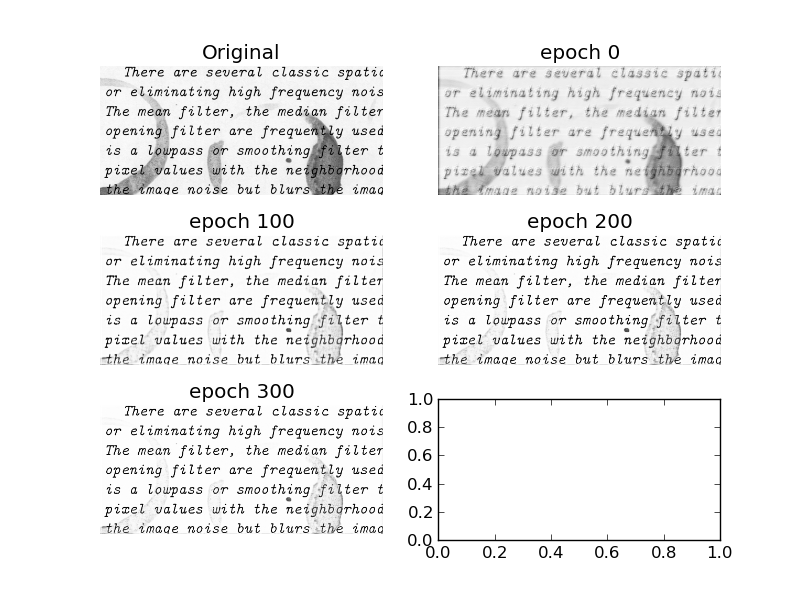 Original
There are several classic spatic
or eliminating high frequency nois
The mean filter, the median filter
opening filter are frequently used
is a lowpass or smoothing filter t
pixel values with the neighborhood
the image noise but blurs the imag
epoch 0
There are several classic spatic
or eliminating high frequency nois
The mean filter, the median filter
opening filter are frequently used
is a lowpass or smoothing filter t
pixel values with the neighborhood
the image noise but blurs the imag
epoch 100
There are several classic spatic
or eliminating high frequency nois
The mean filter, the median filter
opening filter are frequently used
is a lowpass or smoothing filter t
pixel values with the neighborhood
the image noise but blurs the imag
epoch 200
There are several classic spatic
or eliminating high frequency nois
The mean filter, the median filter
opening filter are frequently used
is a lowpass or smoothing filter t
pixel values with the neighborhood
the image noise but blurs the imag
epoch 300
There are several classic spatic
or eliminating high frequency nois
The mean filter, the median filter
opening filter are frequently used
is a lowpass or smoothing filter t
pixel values with the neighborhood
the image noise but blurs the imag
1.0
0.8
0.6
0.4
0.2
0.0
0.0 0.2 0.4 0.6 0.8 1.0